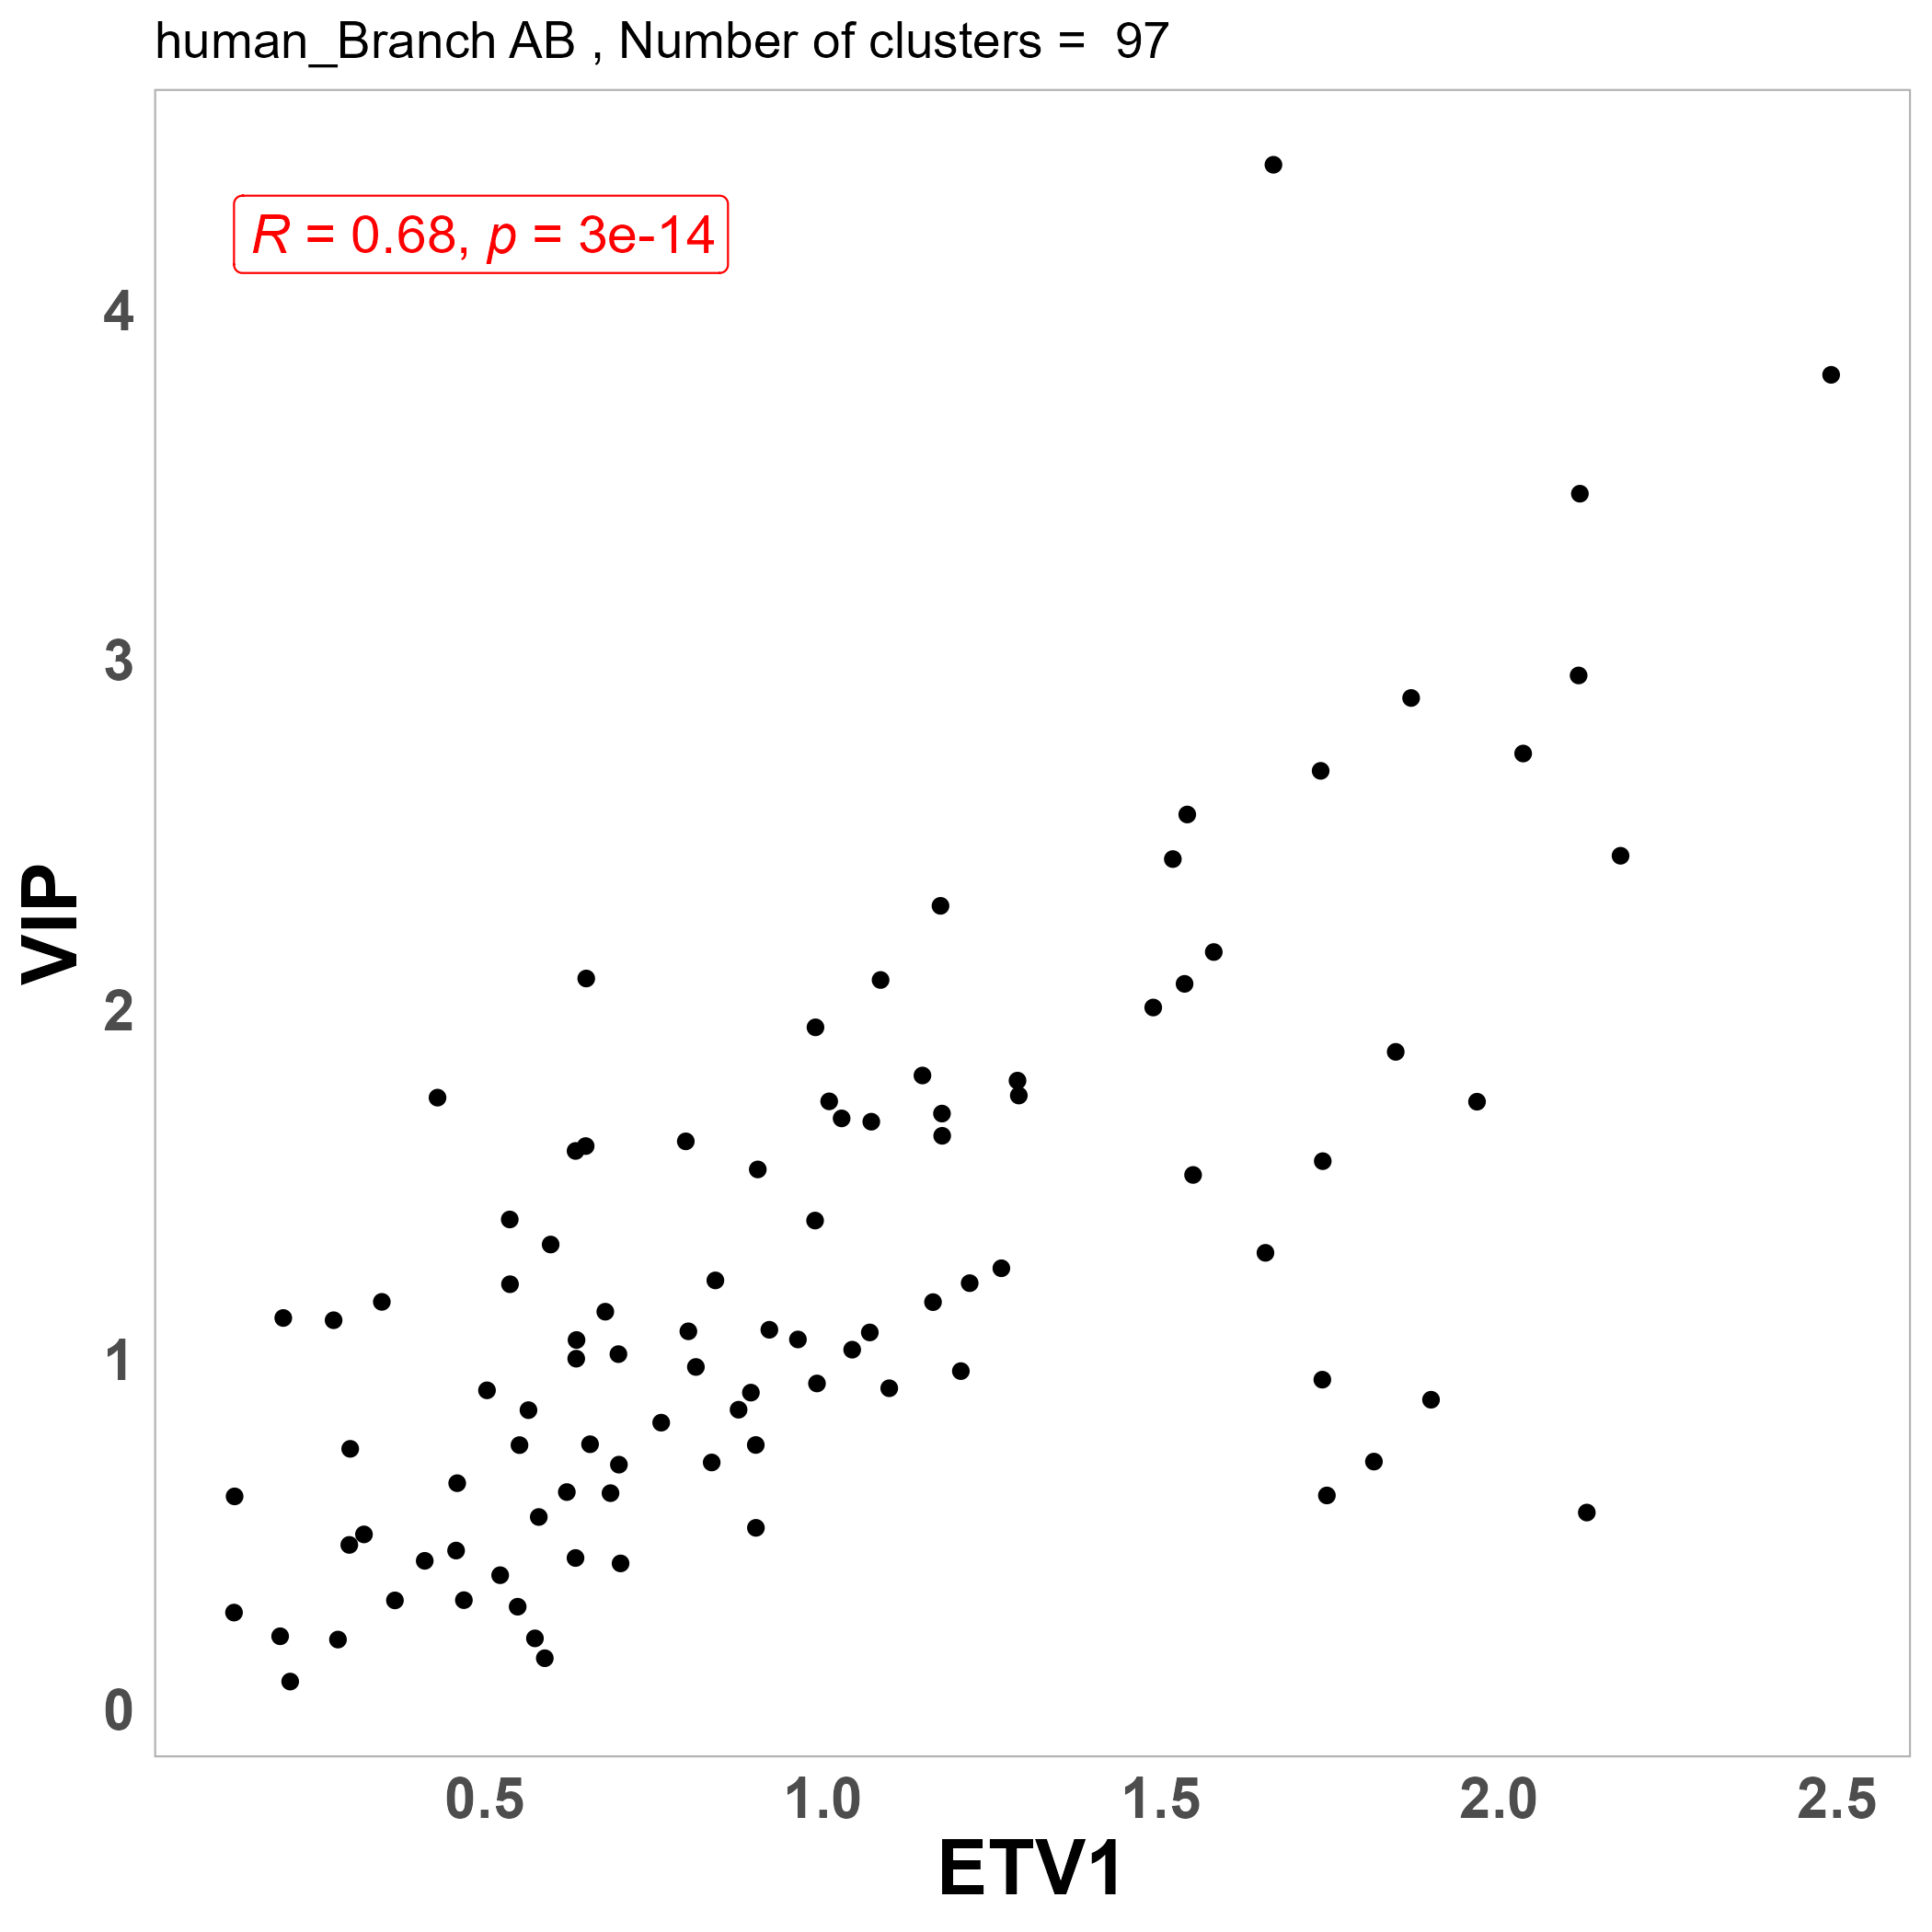 human_Branch AB , Number of clusters =  97
R = 0.68, p = 3e-14
4
3
2
1
0
VIP
0.5 1.0 1.5 2.0 2.5
ETV1